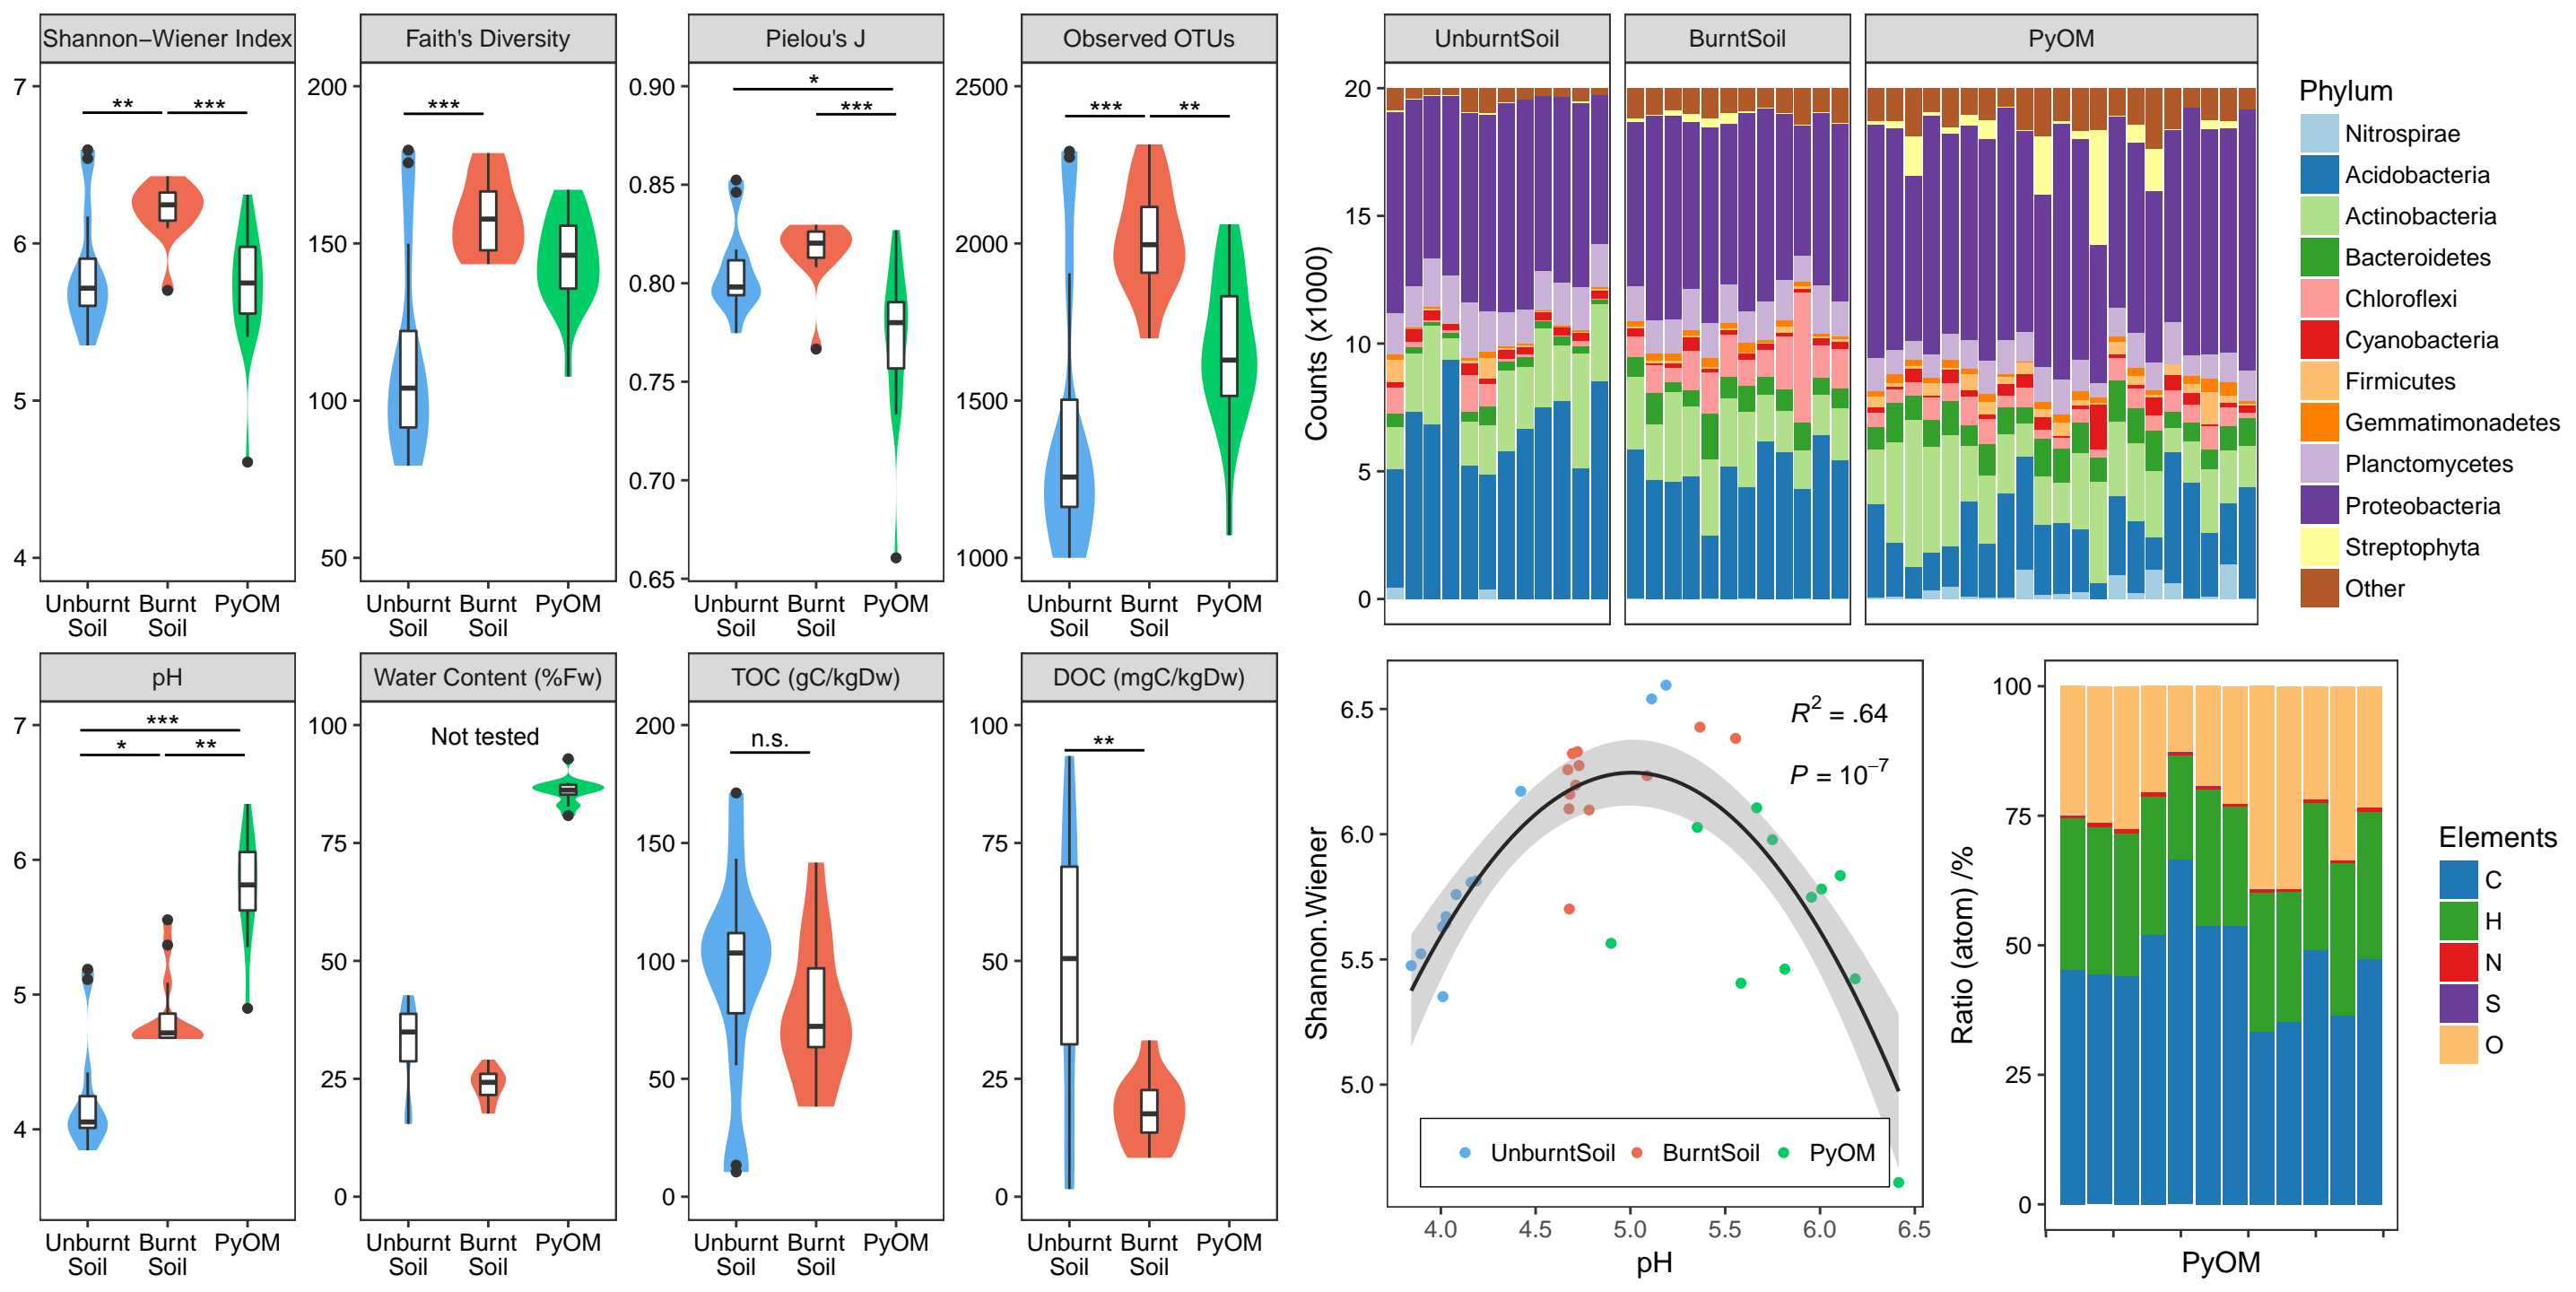 Shannon−Wiener Index
7
6
5
4
** ***
Unburnt Soil
Burnt Soil
PyOM
Faith's Diversity
200
150
100
50
***
Unburnt Soil
Burnt Soil
PyOM
Pielou's J
0.90
0.85
0.80
0.75
0.70
0.65
*
***
Unburnt Soil
Burnt Soil
PyOM
Observed OTUs
2500
2000
1500
1000
*** **
Unburnt Soil
Burnt Soil
PyOM
UnburntSoil
BurntSoil
PyOM
Counts (x1000)
20
15
10
5
0
Phylum
Nitrospirae
Acidobacteria
Actinobacteria
Bacteroidetes
Chloroflexi
Cyanobacteria
Firmicutes
Gemmatimonadetes
Planctomycetes
Proteobacteria
Streptophyta
Other
pH
7
6
5
4
***
* **
Unburnt Soil
Burnt Soil
PyOM
Water Content (%Fw)
100
75
50
25
0
Not tested
Unburnt Soil
Burnt Soil
PyOM
TOC (gC/kgDw)
200
150
100
50
0
n.s.
Unburnt Soil
Burnt Soil
PyOM
DOC (mgC/kgDw)
100
75
50
25
0
**
Unburnt Soil
Burnt Soil
PyOM
Shannon.Wiener
6.5
6.0
5.5
5.0
R² = .64
P = 10⁻⁷
UnburntSoil BurntSoil PyOM
4.0 4.5 5.0 5.5 6.0 6.5
pH
Ratio (atom) /%
100
75
50
25
0
PyOM
Elements
C
H
N
S
O